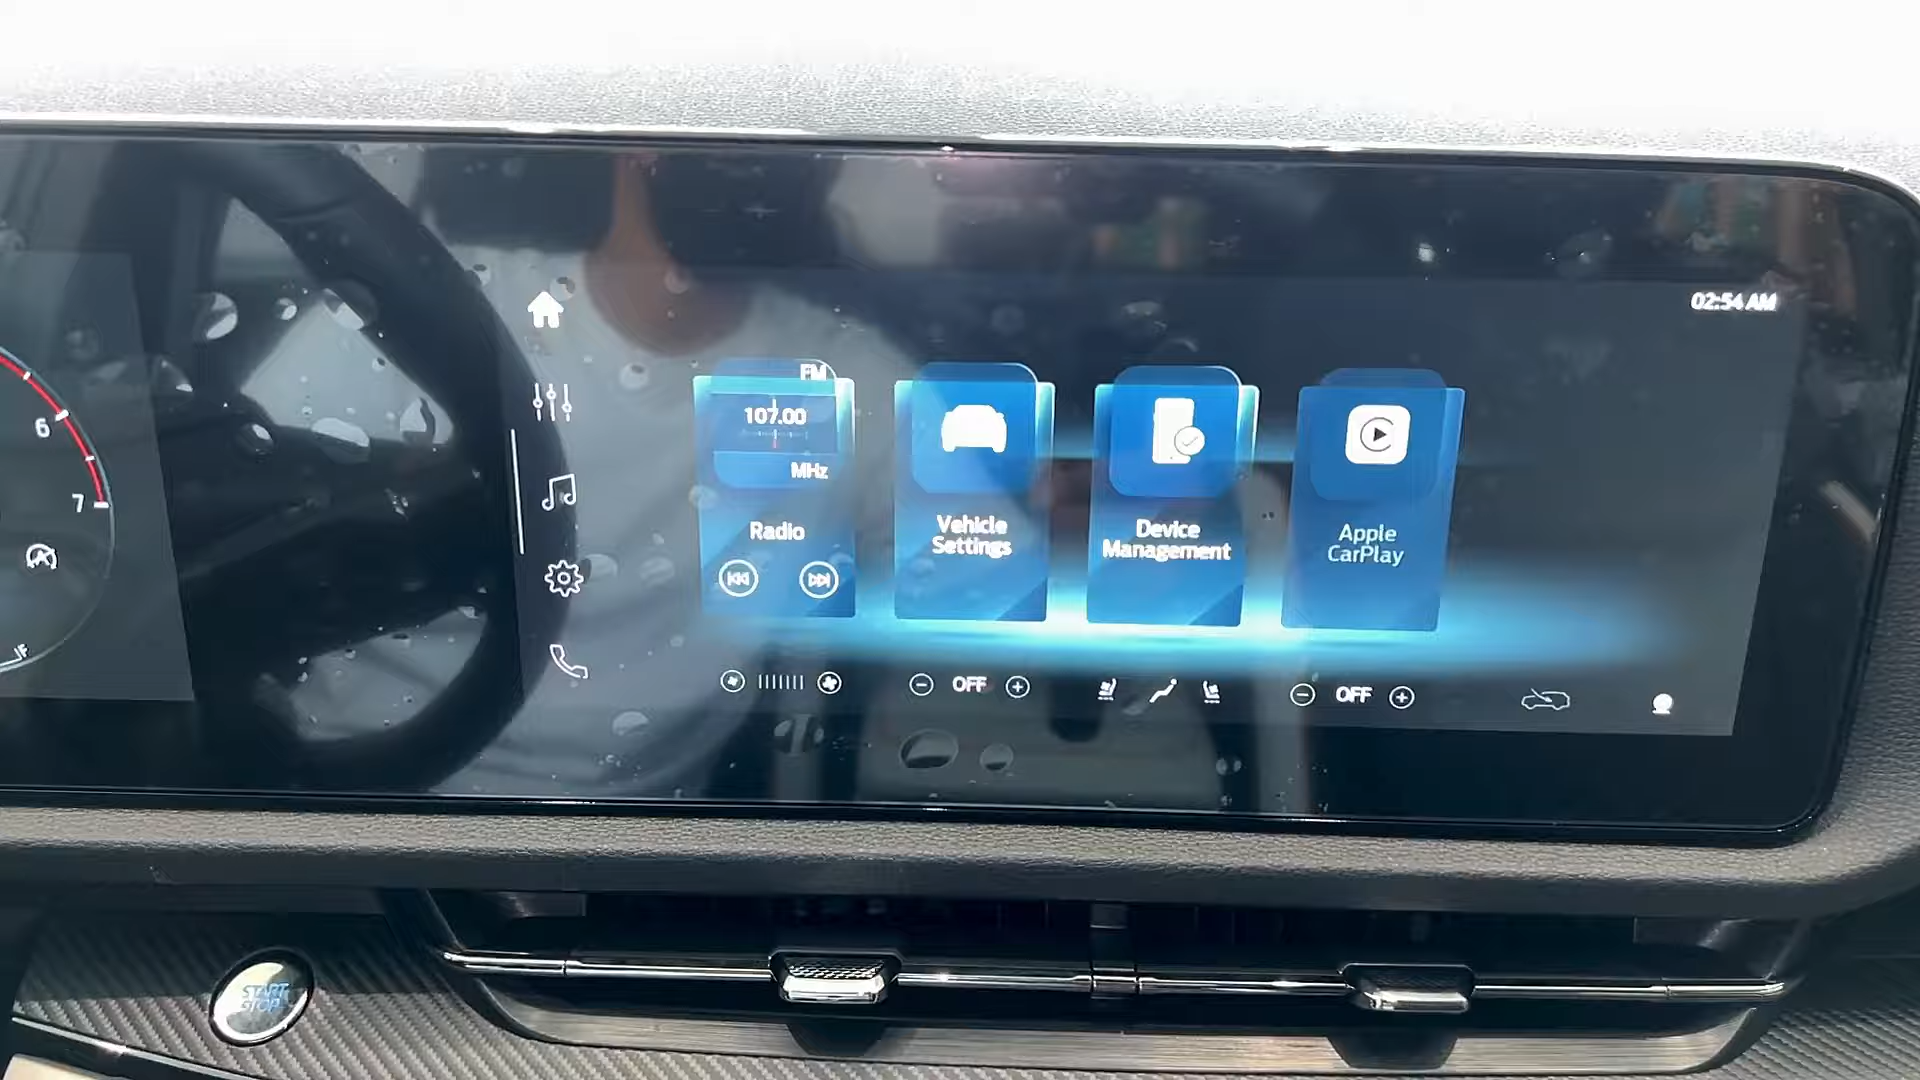 02:54 AM
FM
107.00
MHz
Radio
Vehicle
Settings
Device
Management
Apple
CarPlay
6
7
OFF
OFF
START
STOP